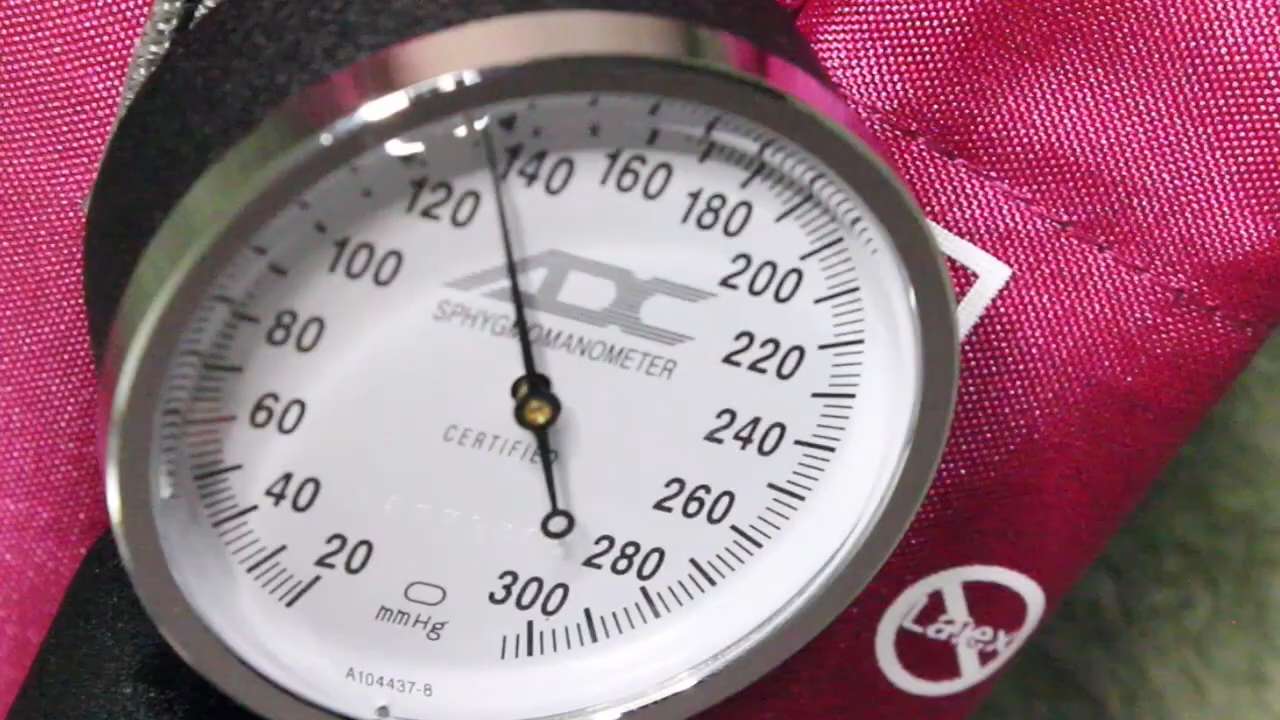 120 140 160
100 180
200
ADC
80 SPHYGMOMANOMETER 220
60 CERTIFIED 240
40 260
20 280
300
mmHg
A104437-8
Latex